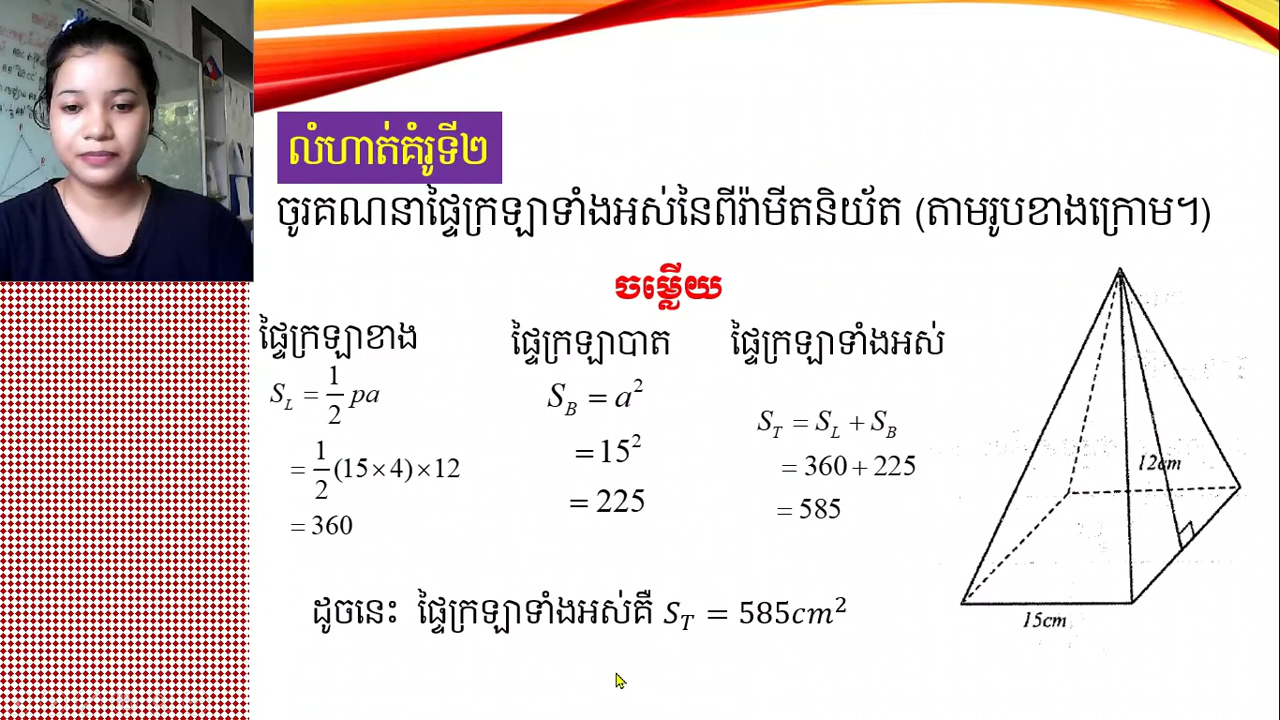 លំហាត់គំរូទី២
ចូរគណនាផ្ទៃក្រឡាទាំងអស់នៃពីរ៉ាមីតនិយ័ត (តាមរូបខាងក្រោម។)
ចម្លើយ
ផ្ទៃក្រឡាខាង
S_L = 1/2 pa
= 1/2 (15×4)×12
= 360
ផ្ទៃក្រឡាបាត
S_B = a²
= 15²
= 225
ផ្ទៃក្រឡាទាំងអស់
S_T = S_L + S_B
= 360+225
= 585
12cm
15cm
ដូចនេះ ផ្ទៃក្រឡាទាំងអស់គឺ S_T = 585cm²